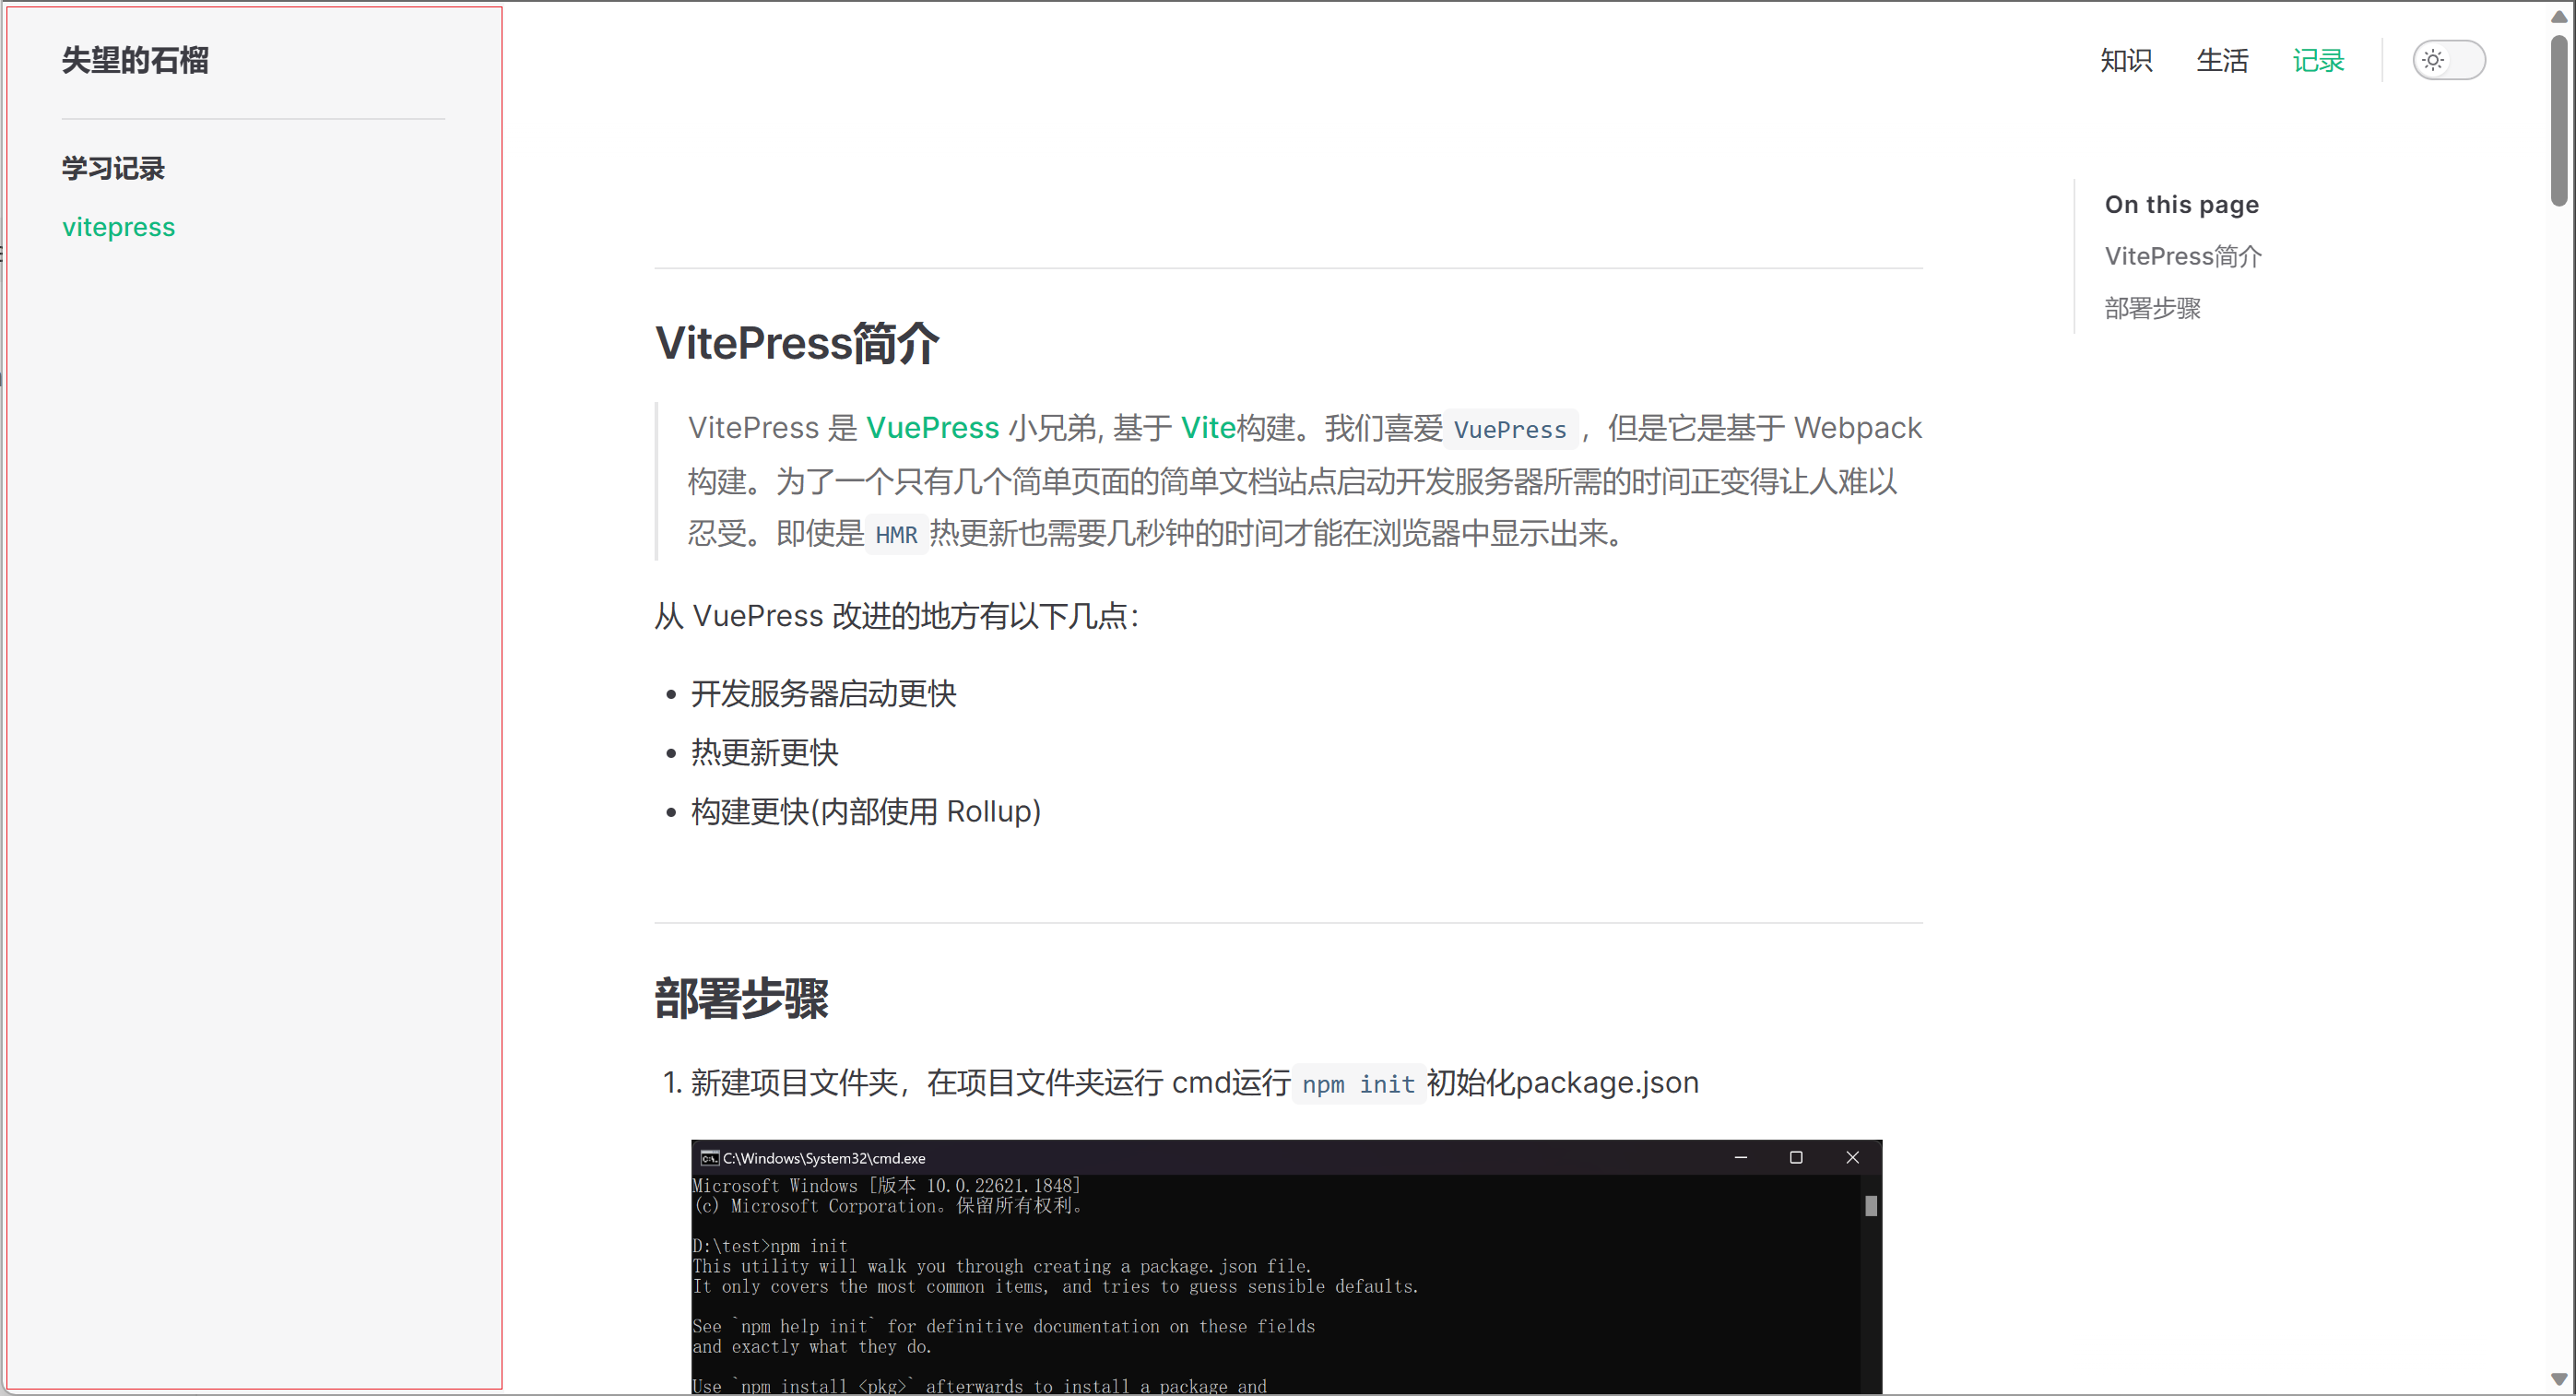 失望的石榴
知识 生活 记录
学习记录
vitepress
On this page
VitePress简介
部署步骤
VitePress简介
VitePress 是 VuePress 小兄弟, 基于 Vite构建。我们喜爱 VuePress ，但是它是基于 Webpack
构建。为了一个只有几个简单页面的简单文档站点启动开发服务器所需的时间正变得让人难以
忍受。即使是 HMR 热更新也需要几秒钟的时间才能在浏览器中显示出来。
从 VuePress 改进的地方有以下几点：
• 开发服务器启动更快
• 热更新更快
• 构建更快(内部使用 Rollup)
部署步骤
1. 新建项目文件夹，在项目文件夹运行 cmd运行 npm init 初始化package.json
C:\Windows\System32\cmd.exe
Microsoft Windows [版本 10.0.22621.1848]
(c) Microsoft Corporation。保留所有权利。
D:\test>npm init
This utility will walk you through creating a package.json file.
It only covers the most common items, and tries to guess sensible defaults.
See `npm help init` for definitive documentation on these fields
and exactly what they do.
Use `npm install <pkg>` afterwards to install a package and